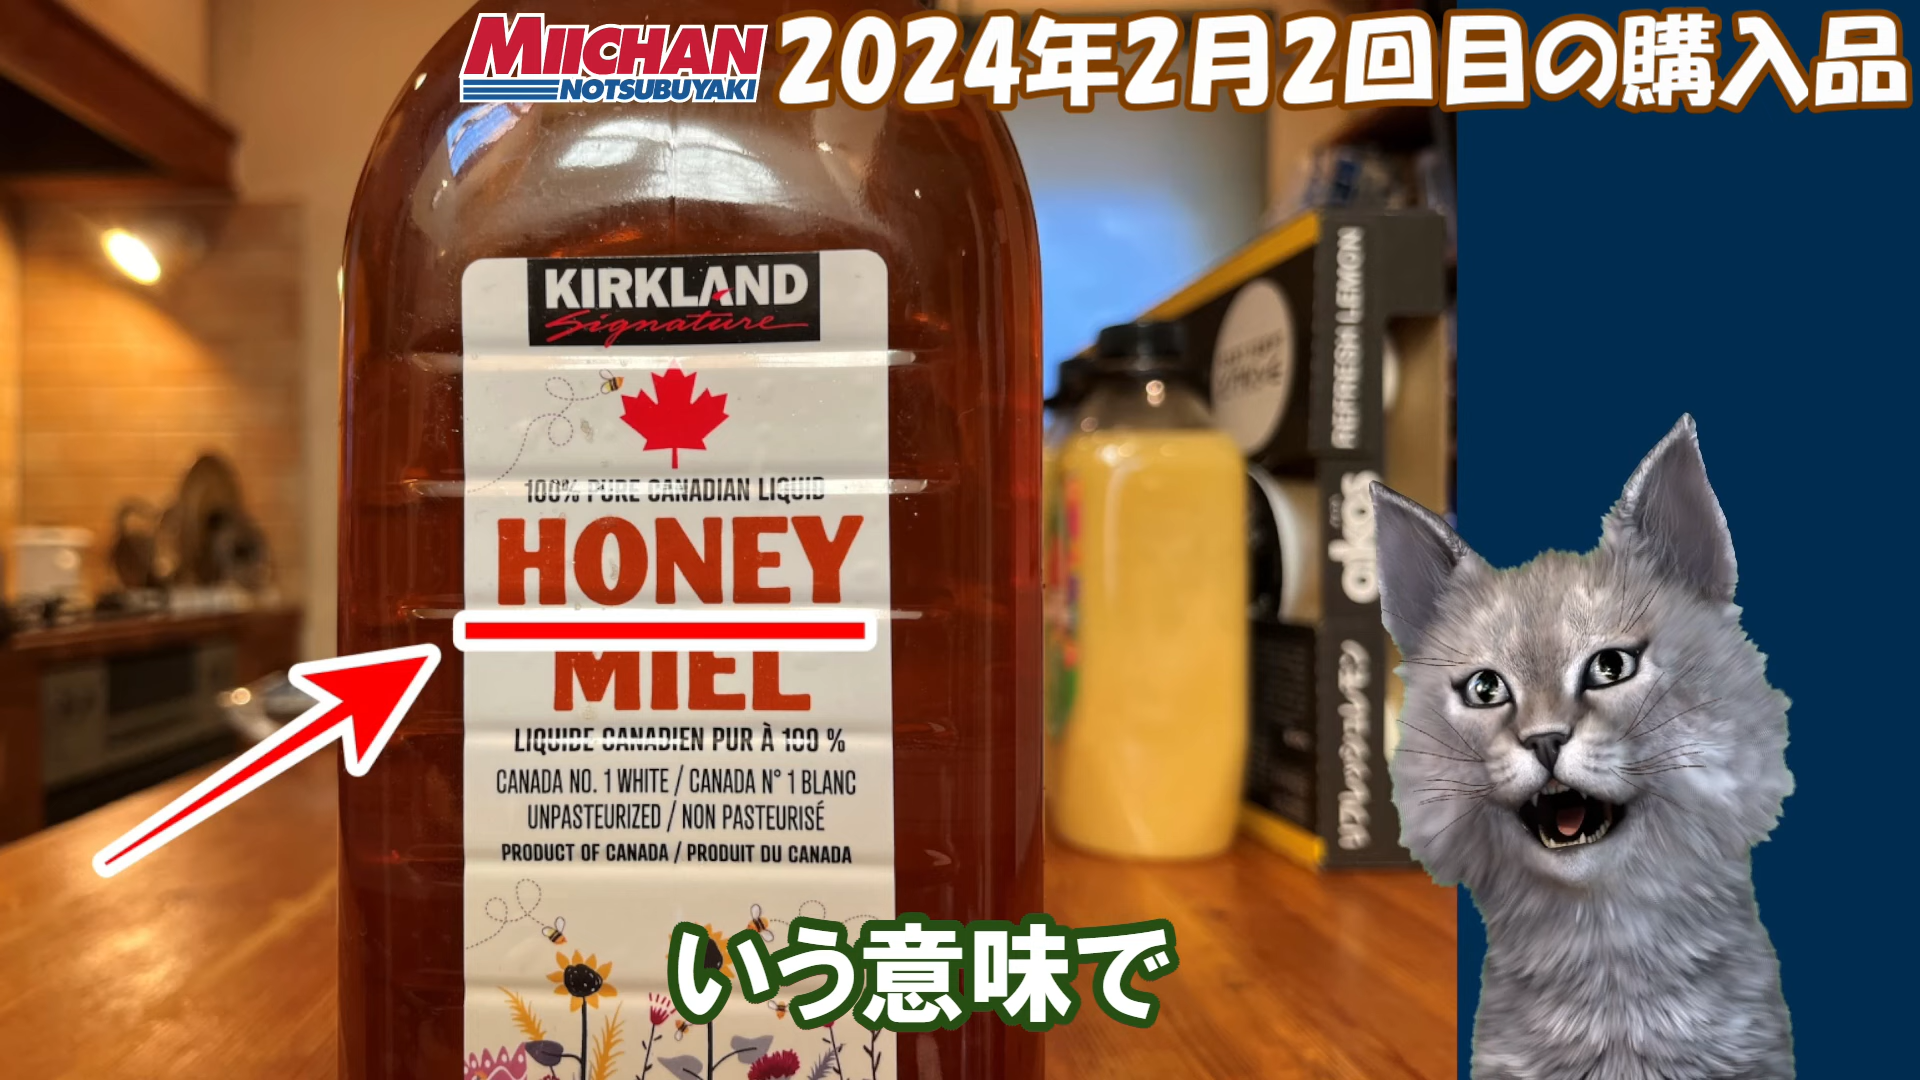 MIICHAN
NOTSUBUYAKI
2024年2月2回目の購入品
KIRKLAND
Signature
100% PURE CANADIAN LIQUID
HONEY
MIEL
LIQUIDE CANADIEN PUR À 100 %
CANADA NO. 1 WHITE / CANADA N° 1 BLANC
UNPASTEURIZED / NON PASTEURISÉ
PRODUCT OF CANADA / PRODUIT DU CANADA
REFRESH LEMON
oikos
いう意味で